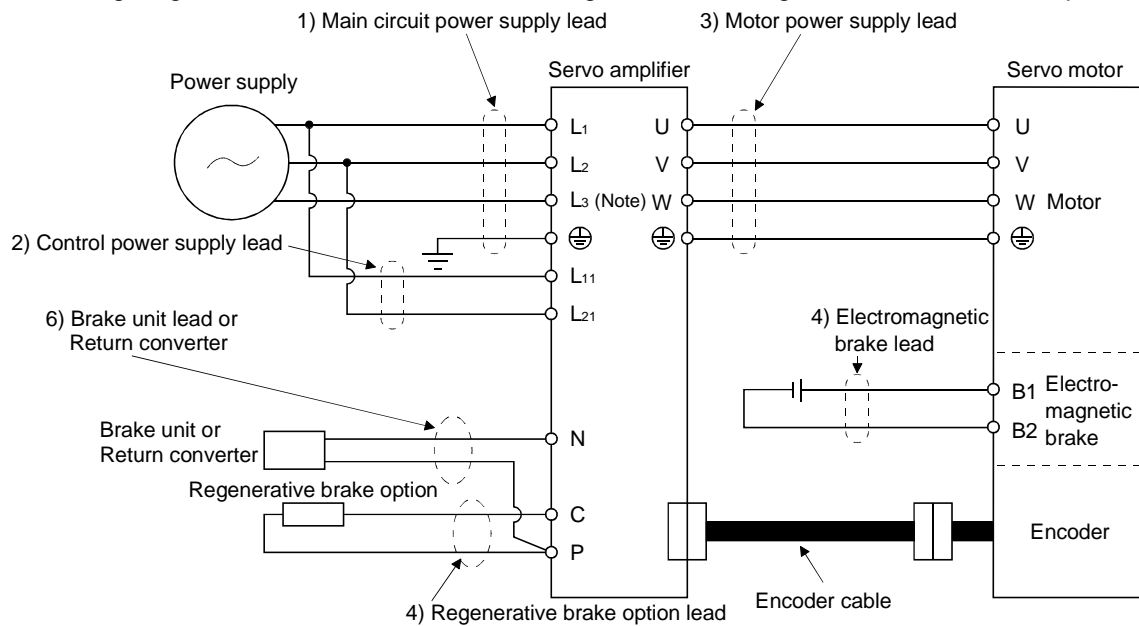 1) Main circuit power supply lead
3) Motor power supply lead
Power supply
Servo amplifier
Servo motor
L1
U
U
L2
V
V
L3 (Note)
W
W Motor
2) Control power supply lead
L11
L21
6) Brake unit lead or
Return converter
4) Electromagnetic
brake lead
B1
B2
Electro-
magnetic
brake
Brake unit or
Return converter
N
Regenerative brake option
C
P
Encoder
4) Regenerative brake option lead
Encoder cable